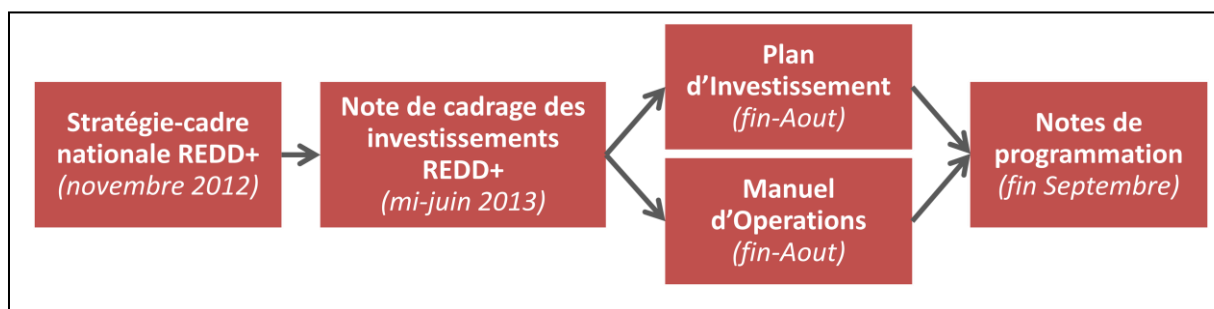 Stratégie-cadre
nationale REDD+
(novembre 2012)
Note de cadrage des
investissements
REDD+
(mi-juin 2013)
Plan
d’Investissement
(fin-Aout)
Manuel
d’Operations
(fin-Aout)
Notes de
programmation
(fin Septembre)